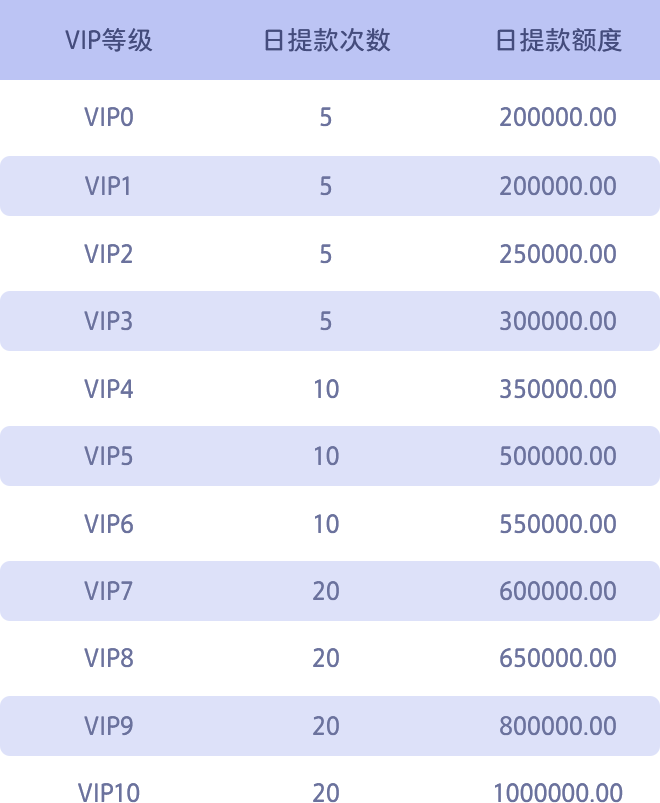 VIP等级 日提款次数 日提款额度
VIP0 5 200000.00
VIP1 5 200000.00
VIP2 5 250000.00
VIP3 5 300000.00
VIP4 10 350000.00
VIP5 10 500000.00
VIP6 10 550000.00
VIP7 20 600000.00
VIP8 20 650000.00
VIP9 20 800000.00
VIP10 20 1000000.00